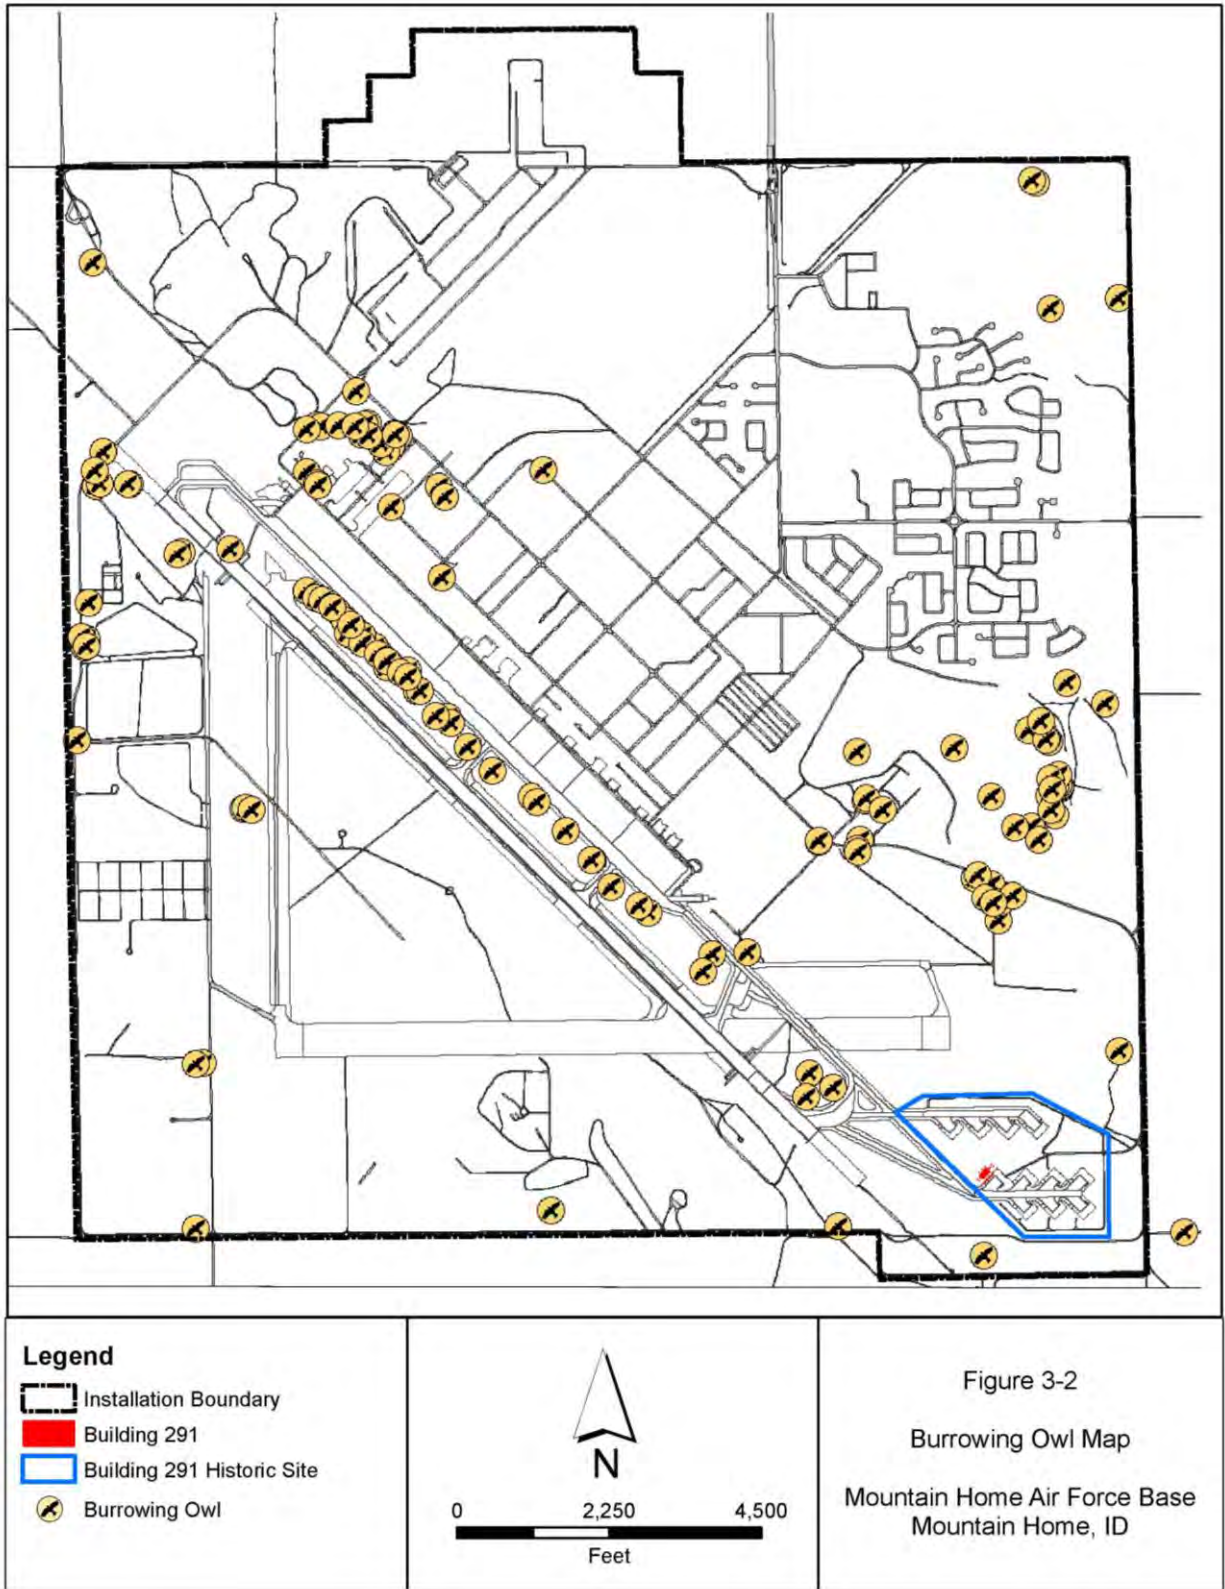 Legend
Installation Boundary
Building 291
Building 291 Historic Site
Burrowing Owl
N
0 2,250 4,500
Feet
Figure 3-2
Burrowing Owl Map
Mountain Home Air Force Base
Mountain Home, ID